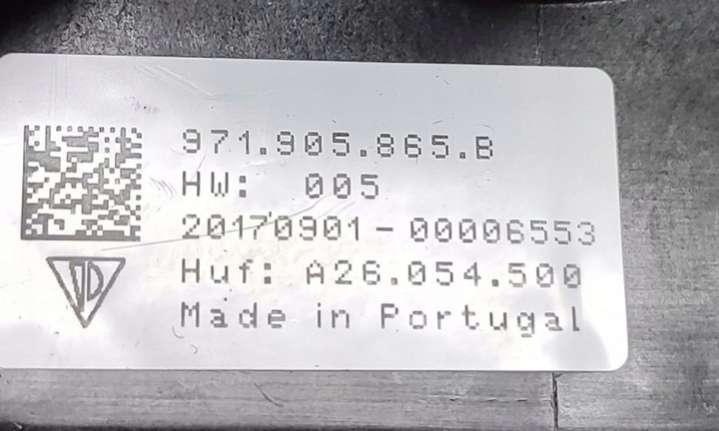 971.905.865.B
HW: 005
20170901-00006553
Huf: A26.054.500
Made in Portugal